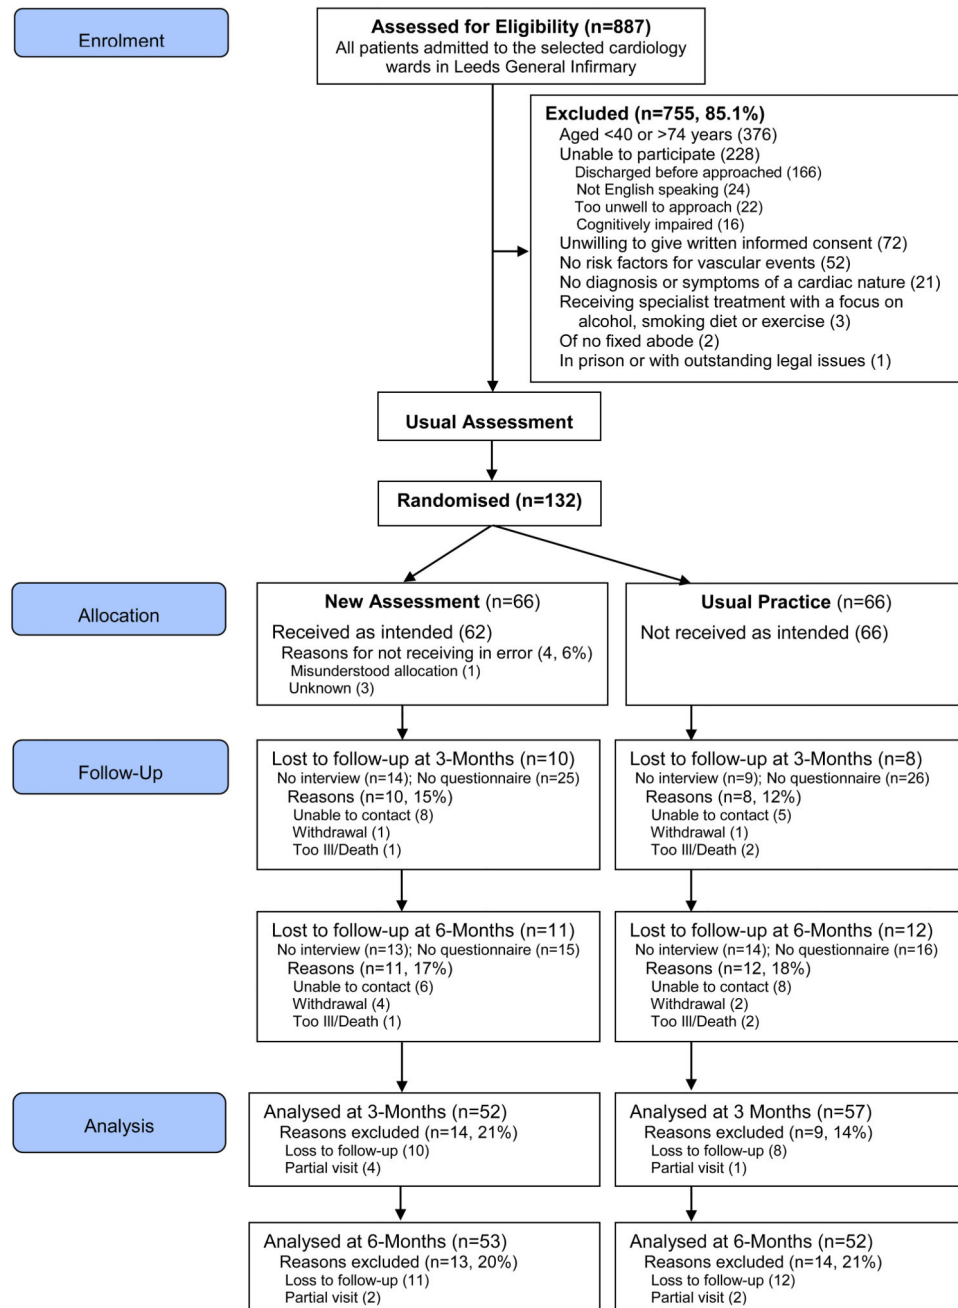 Enrolment
Assessed for Eligibility (n=887)
All patients admitted to the selected cardiology
wards in Leeds General Infirmary
Excluded (n=755, 85.1%)
Aged <40 or >74 years (376)
Unable to participate (228)
Discharged before approached (166)
Not English speaking (24)
Too unwell to approach (22)
Cognitively impaired (16)
Unwilling to give written informed consent (72)
No risk factors for vascular events (52)
No diagnosis or symptoms of a cardiac nature (21)
Receiving specialist treatment with a focus on
alcohol, smoking diet or exercise (3)
Of no fixed abode (2)
In prison or with outstanding legal issues (1)
Usual Assessment
Randomised (n=132)
Allocation
New Assessment (n=66)
Received as intended (62)
Reasons for not receiving in error (4, 6%)
Misunderstood allocation (1)
Unknown (3)
Usual Practice (n=66)
Not received as intended (66)
Follow-Up
Lost to follow-up at 3-Months (n=10)
No interview (n=14); No questionnaire (n=25)
Reasons (n=10, 15%)
Unable to contact (8)
Withdrawal (1)
Too Ill/Death (1)
Lost to follow-up at 3-Months (n=8)
No interview (n=9); No questionnaire (n=26)
Reasons (n=8, 12%)
Unable to contact (5)
Withdrawal (1)
Too Ill/Death (2)
Lost to follow-up at 6-Months (n=11)
No interview (n=13); No questionnaire (n=15)
Reasons (n=11, 17%)
Unable to contact (6)
Withdrawal (4)
Too Ill/Death (1)
Lost to follow-up at 6-Months (n=12)
No interview (n=14); No questionnaire (n=16)
Reasons (n=12, 18%)
Unable to contact (8)
Withdrawal (2)
Too Ill/Death (2)
Analysis
Analysed at 3-Months (n=52)
Reasons excluded (n=14, 21%)
Loss to follow-up (10)
Partial visit (4)
Analysed at 3 Months (n=57)
Reasons excluded (n=9, 14%)
Loss to follow-up (8)
Partial visit (1)
Analysed at 6-Months (n=53)
Reasons excluded (n=13, 20%)
Loss to follow-up (11)
Partial visit (2)
Analysed at 6-Months (n=52)
Reasons excluded (n=14, 21%)
Loss to follow-up (12)
Partial visit (2)